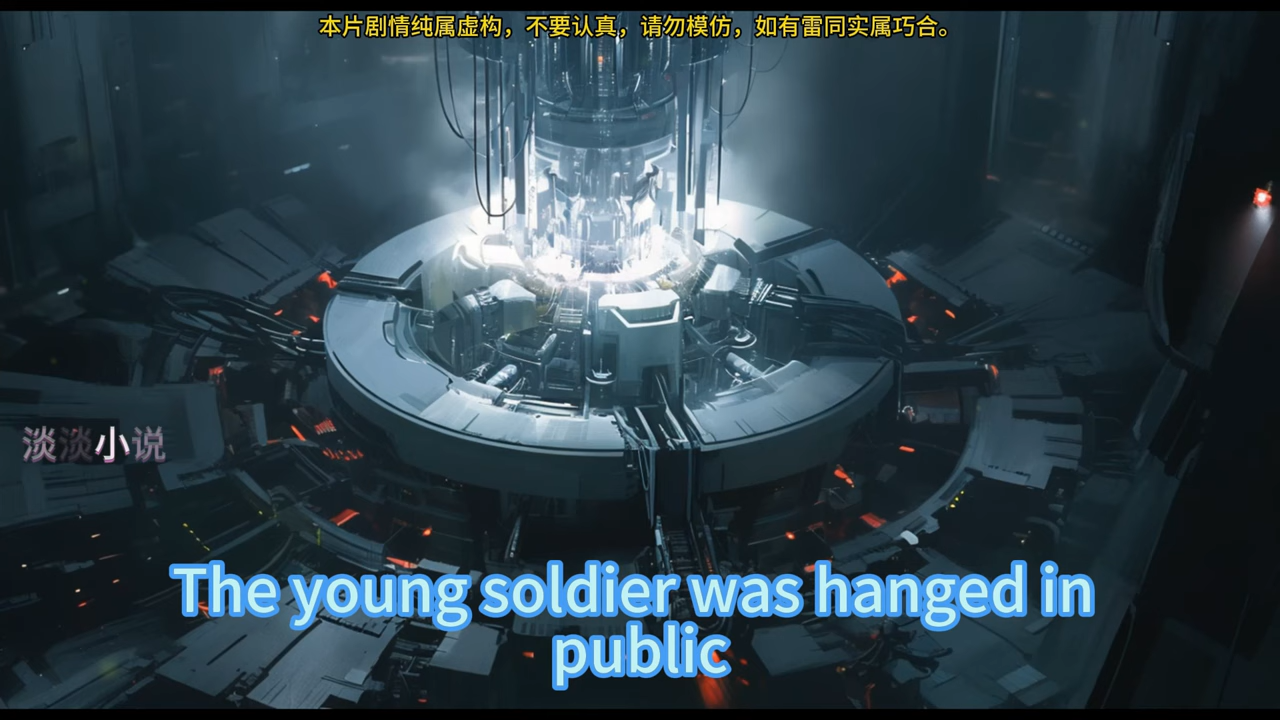 本片剧情纯属虚构，不要认真，请勿模仿，如有雷同实属巧合。
淡淡小说
The young soldier was hanged in
public